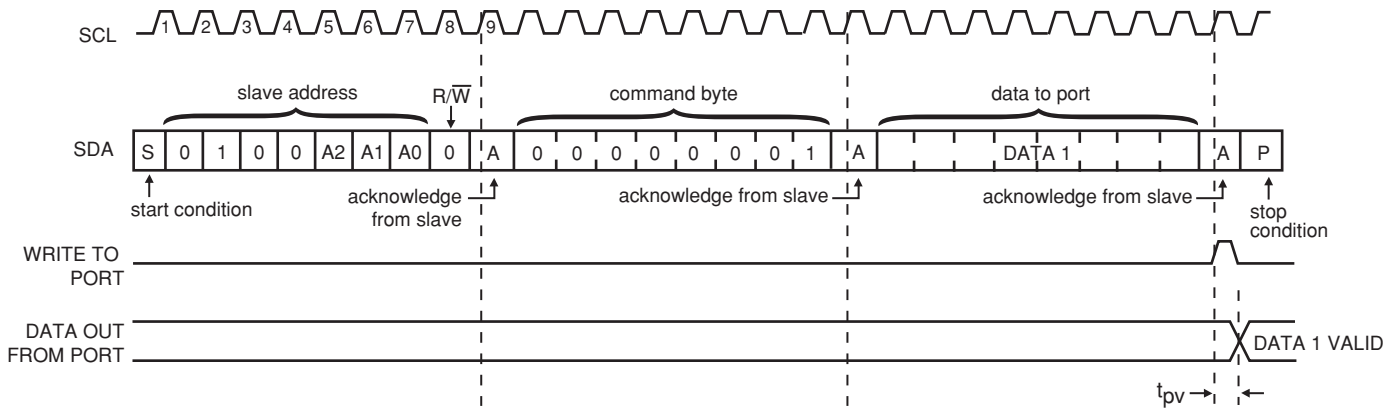 SCL 1 2 3 4 5 6 7 8 9
slave address R/W̅ command byte data to port
SDA S 0 1 0 0 A2 A1 A0 0 A 0 0 0 0 0 0 0 1 A DATA 1 A P
start condition
acknowledge
from slave
acknowledge from slave
acknowledge from slave
stop
condition
WRITE TO
PORT
DATA OUT
FROM PORT
DATA 1 VALID
tpv